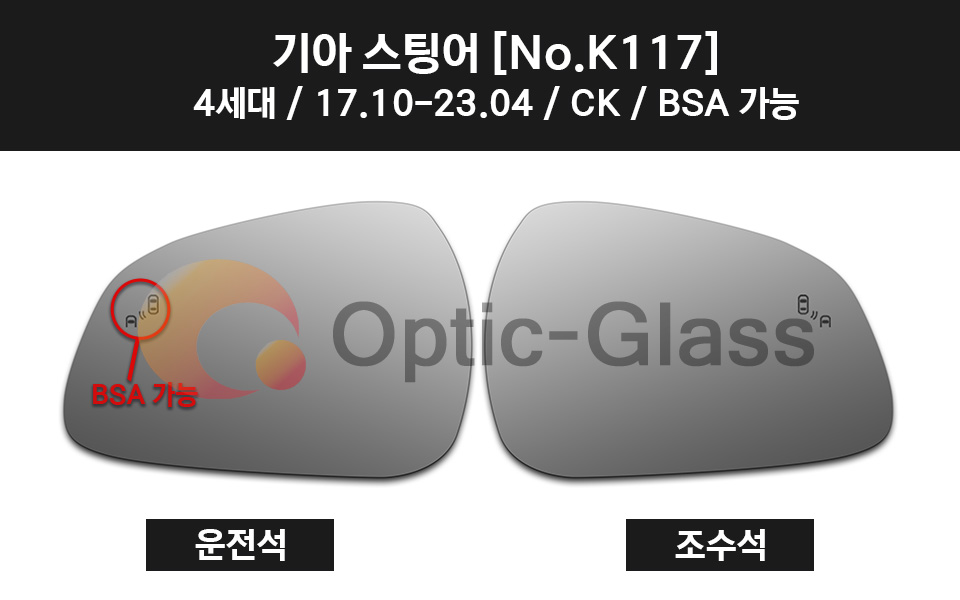 기아 스팅어 [No.K117]
4세대 / 17.10-23.04 / CK / BSA 가능
Optic-Glass
BSA 가능
운전석
조수석